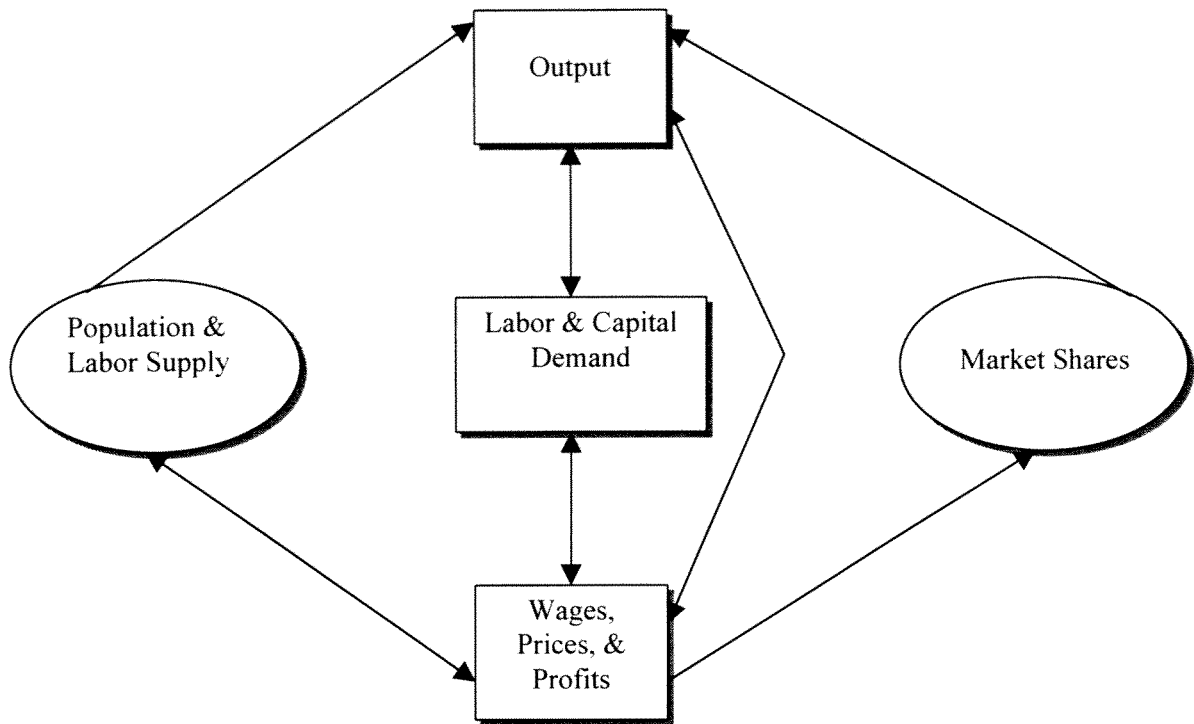 Output
Population &
Labor Supply
Labor & Capital
Demand
Market Shares
Wages,
Prices, &
Profits